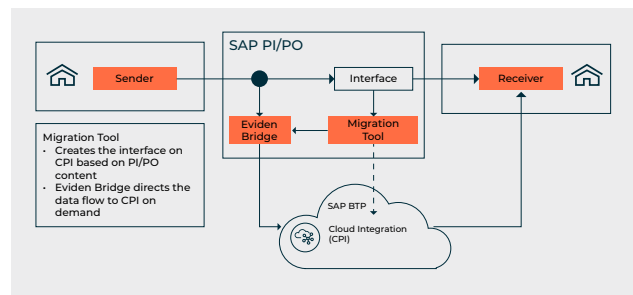 SAP PI/PO
Sender
Interface
Receiver
Eviden
Bridge
Migration
Tool
Migration Tool
• Creates the interface on
CPI based on PI/PO
content
• Eviden Bridge directs the
data flow to CPI on
demand
SAP BTP
Cloud Integration
(CPI)